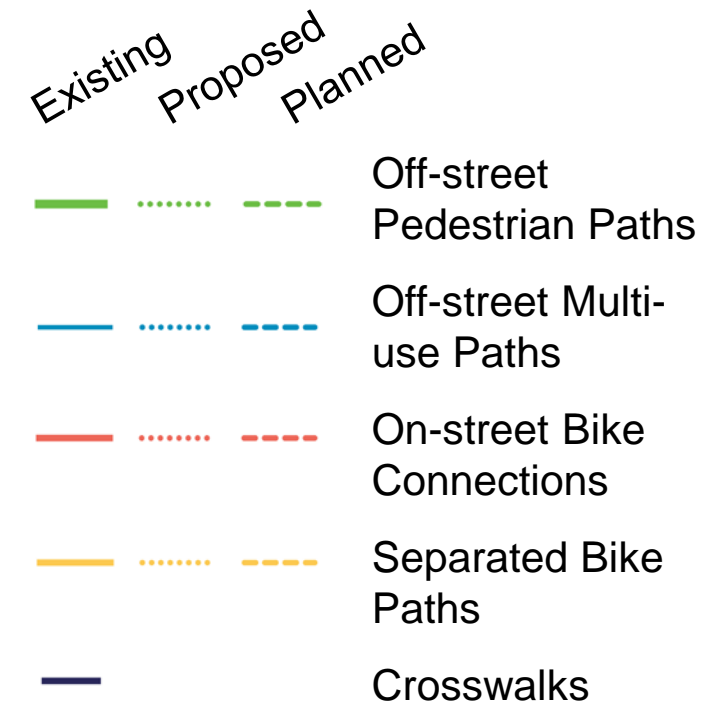 Existing
Proposed
Planned
Off-street
Pedestrian Paths
Off-street Multi-
use Paths
On-street Bike
Connections
Separated Bike
Paths
Crosswalks